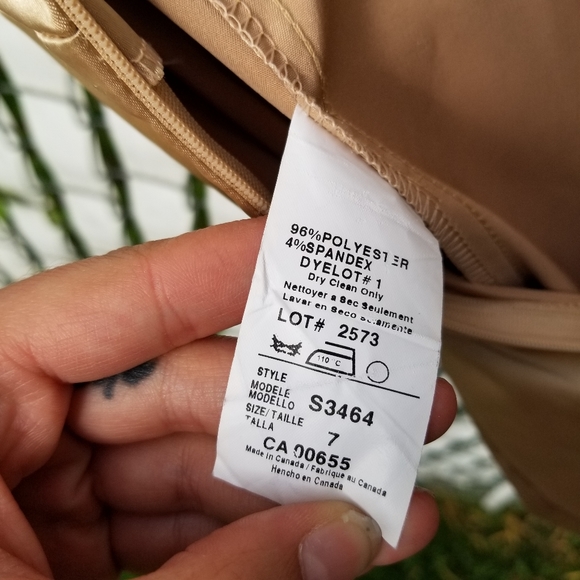 96%POLYESTER
4%SPANDEX
DYELOT# 1
Dry Clean Only
Nettoyer a Sec Seulement
Lavar en Seco Solamente
LOT# 2573
110 C
STYLE
MODELE
MODELLO S3464
SIZE/TAILLE
TALLA 7
CA 00655
Made in Canada / Fabrique au Canada
Hencho en Canada